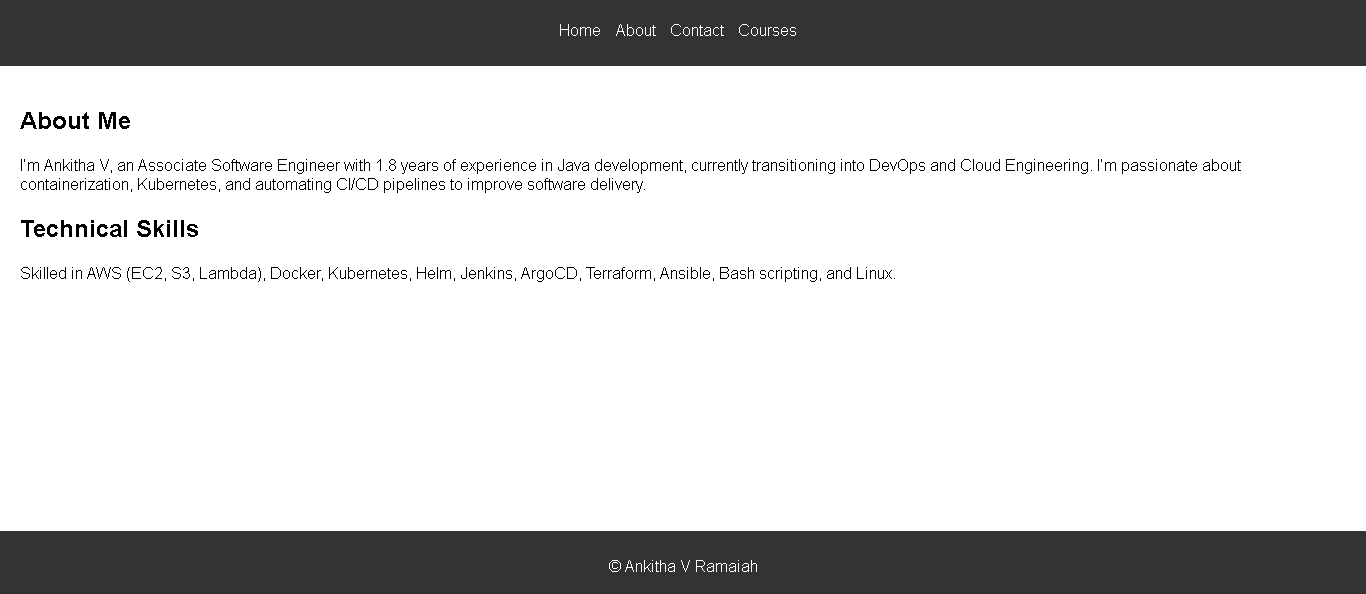 Home About Contact Courses
About Me
I'm Ankitha V, an Associate Software Engineer with 1.8 years of experience in Java development, currently transitioning into DevOps and Cloud Engineering. I'm passionate about
containerization, Kubernetes, and automating CI/CD pipelines to improve software delivery.
Technical Skills
Skilled in AWS (EC2, S3, Lambda), Docker, Kubernetes, Helm, Jenkins, ArgoCD, Terraform, Ansible, Bash scripting, and Linux.
© Ankitha V Ramaiah